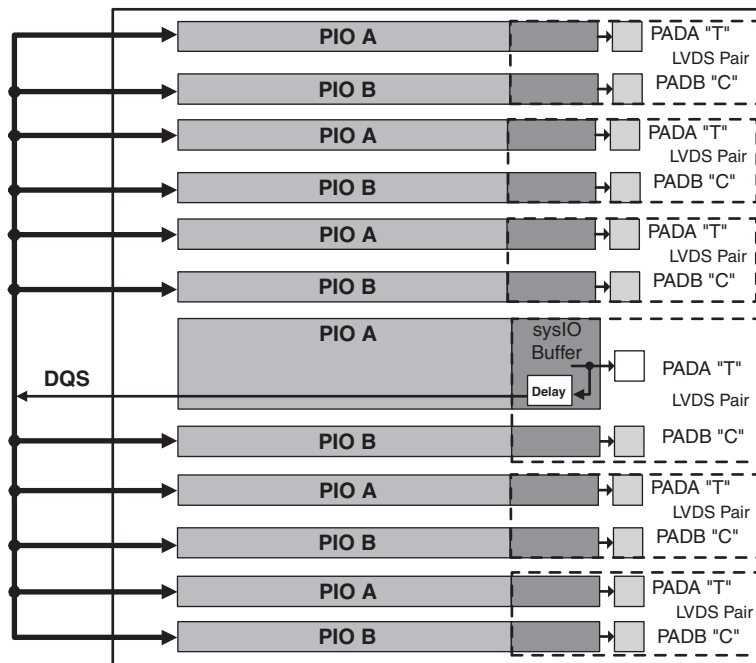 PIO A PADA "T"
LVDS Pair
PIO B PADB "C"
PIO A PADA "T"
LVDS Pair
PIO B PADB "C"
PIO A PADA "T"
LVDS Pair
PIO B PADB "C"
PIO A sysIO
Buffer
PADA "T"
DQS Delay
LVDS Pair
PIO B PADB "C"
PIO A PADA "T"
LVDS Pair
PIO B PADB "C"
PIO A PADA "T"
LVDS Pair
PIO B PADB "C"